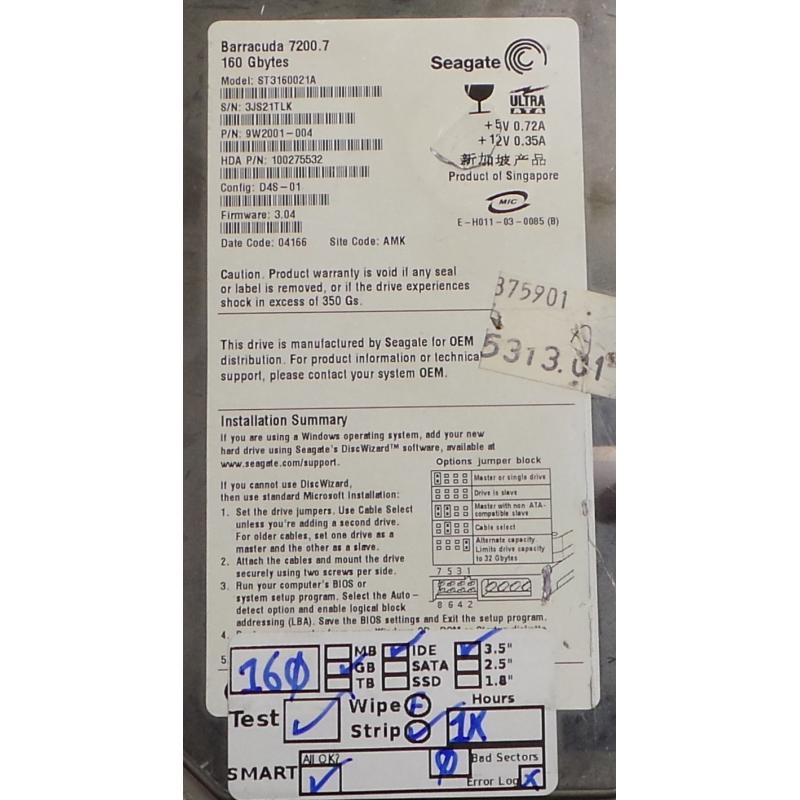 Barracuda 7200.7
160 Gbytes
Seagate
Model: ST3160021A
S/N: 3JS21TLK
ULTRA
ATA
P/N: 9W2001-004
+5V 0.72A
+12V 0.35A
HDA P/N: 100275532
新加坡产品
Product of Singapore
Config: D4S-01
MIC
Firmware: 3.04
E-H011-03-0085 (B)
Date Code: 04166 Site Code: AMK
Caution. Product warranty is void if any seal
or label is removed, or if the drive experiences
shock in excess of 350 Gs.
375901
5313.01
This drive is manufactured by Seagate for OEM
distribution. For product information or technica
support, please contact your system OEM.
Installation Summary
If you are using a Windows operating system, add your new
hard drive using Seagate's DiscWizard™ software, available at
www.seagate.com/support.
If you cannot use DiscWizard,
then use standard Microsoft Installation:
1. Set the drive jumpers. Use Cable Select
unless you're adding a second drive.
For older cables, set one drive as a
master and the other as a slave.
2. Attach the cables and mount the drive
securely using two screws per side.
3. Run your computer's BIOS or
system setup program. Select the Auto-
detect option and enable logical block
addressing (LBA). Save the BIOS settings and Exit the setup program.
4.
5.
Options jumper block
Master or single drive
Drive is slave
Master with non-ATA-
compatible slave
Cable select
Alternate capacity.
Limits drive capacity
to 32 Gbytes
7 5 3 1
8 6 4 2
160
MB IDE 3.5"
GB SATA 2.5"
TB SSD 1.8"
Test
Wipe
Strip
Hours
1K
SMART
All OK?
0 Bad Sectors
Error Log x